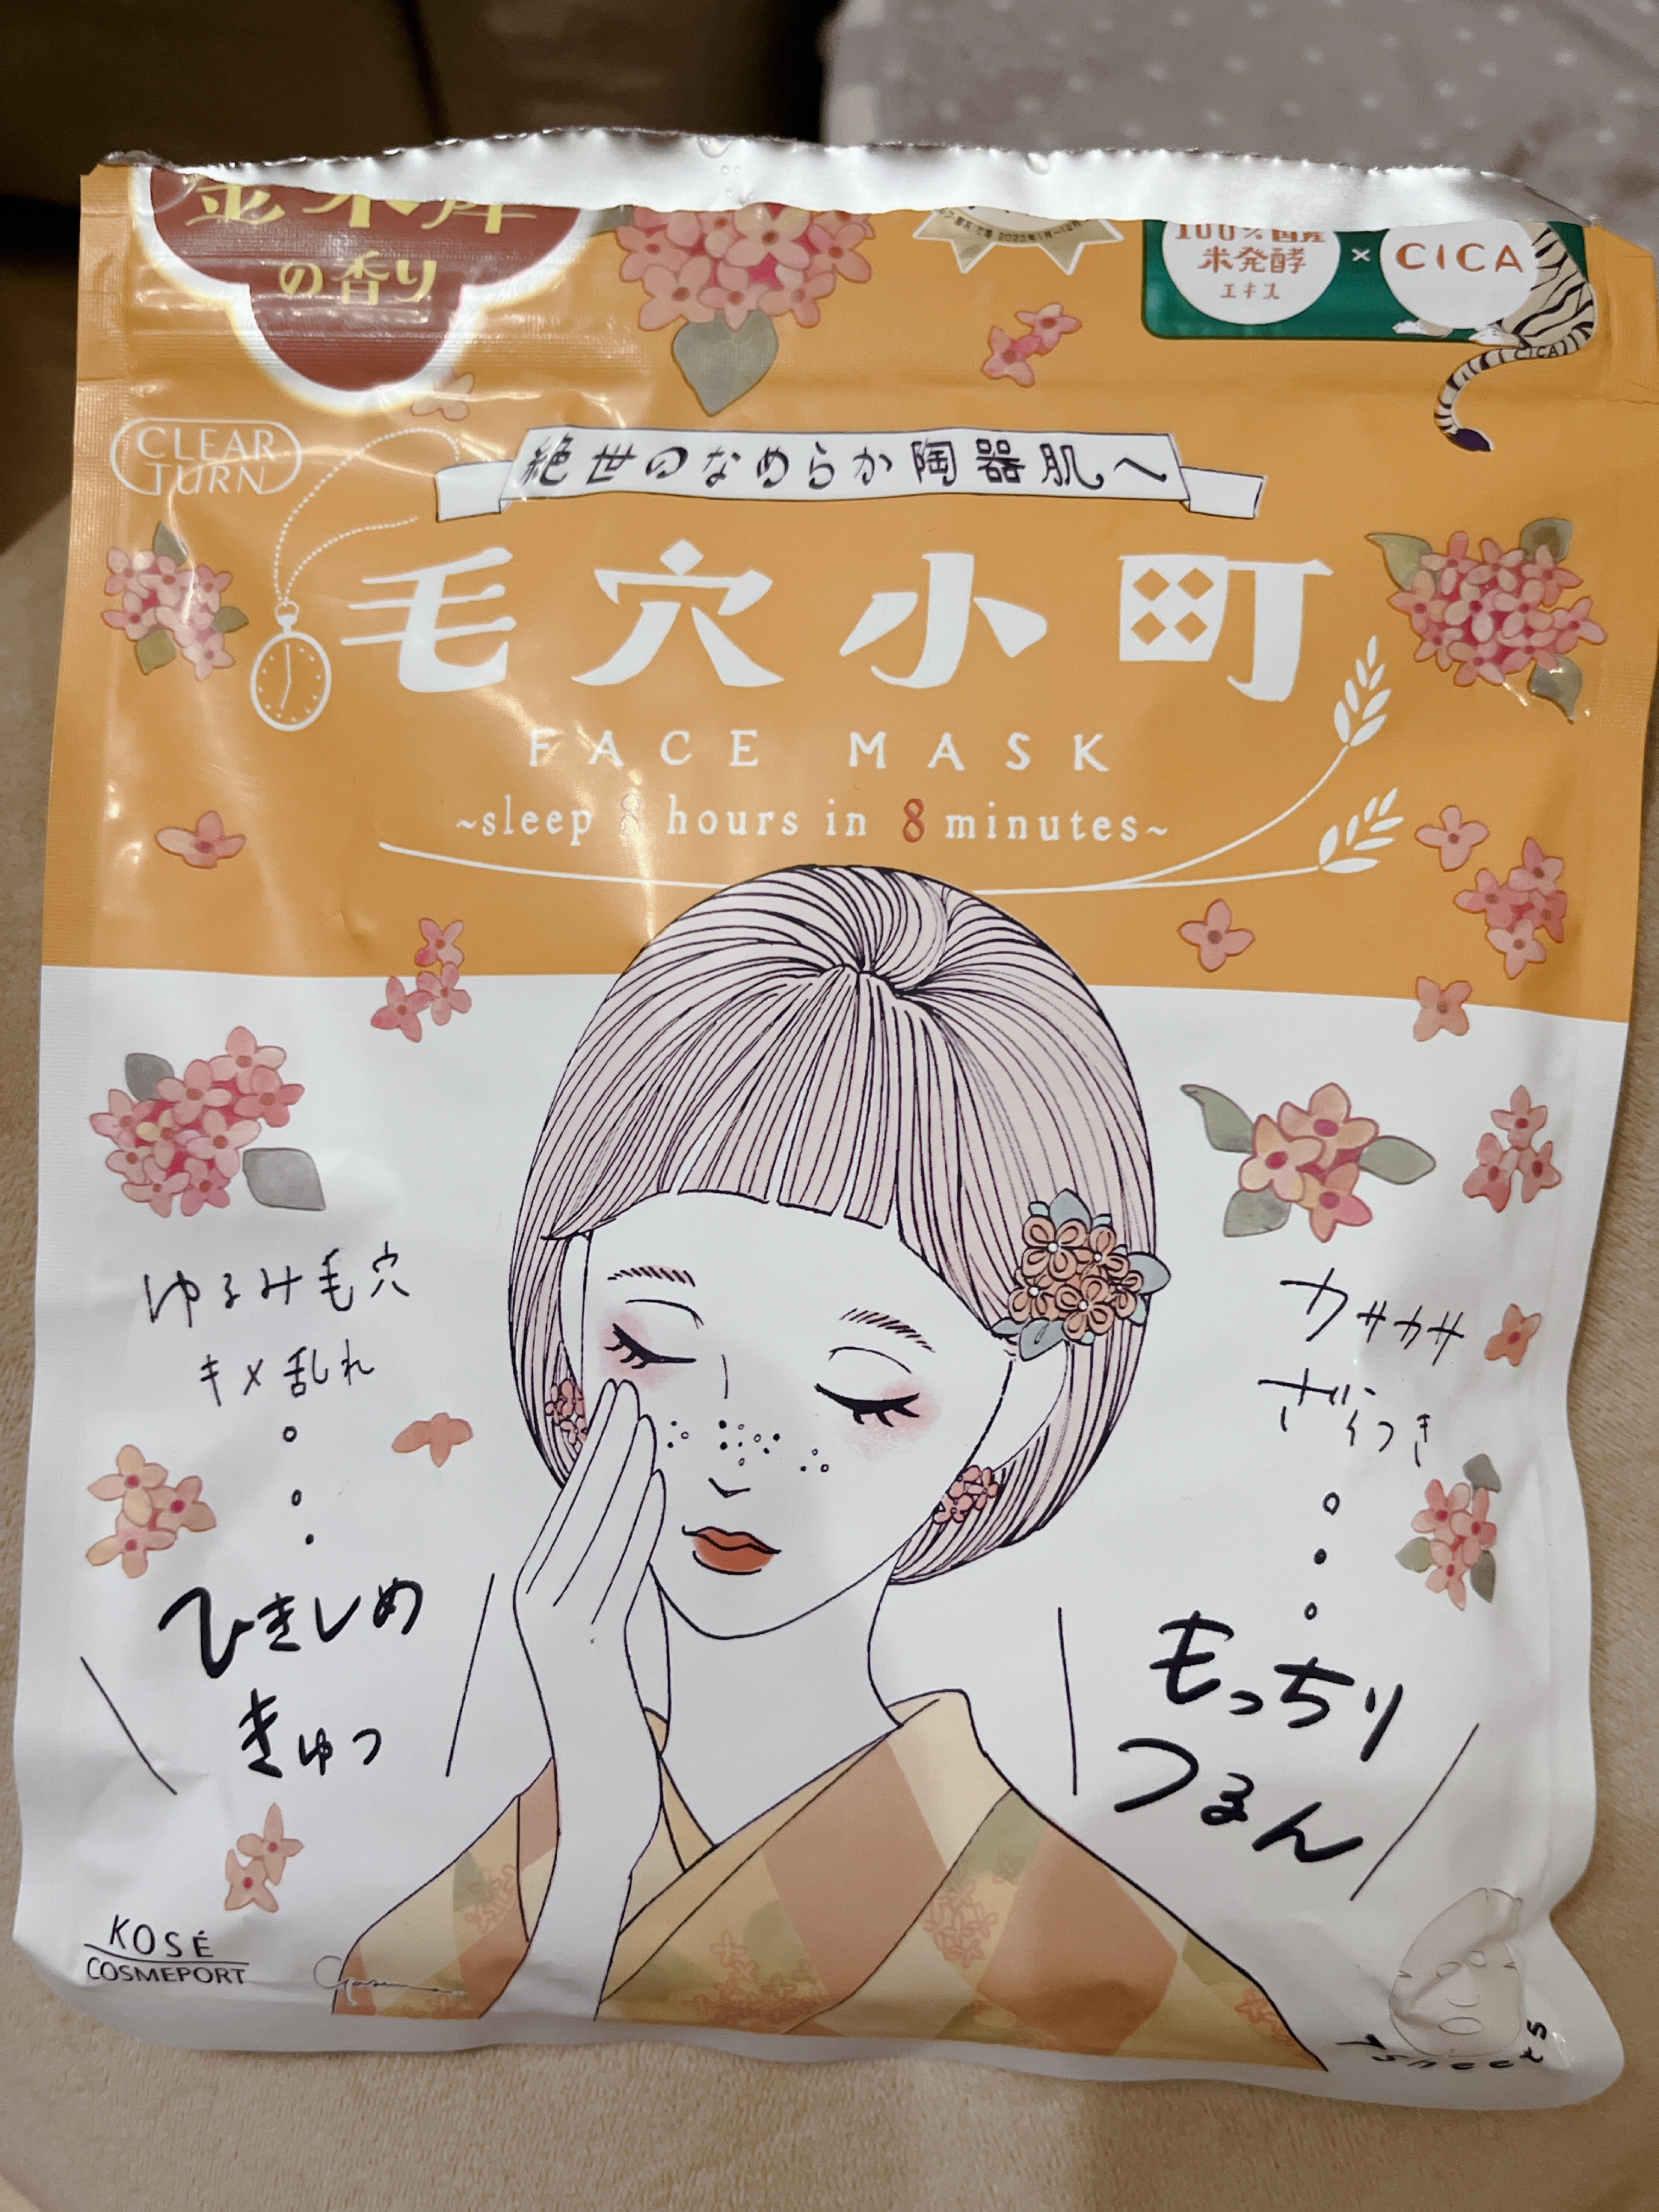 の香り
米発酵
エキス
×
CICA
CICA
CLEAR
TURN
絶世のなめらか陶器肌へ
毛穴小町
FACE MASK
~sleep 8 hours in 8 minutes~
ゆるみ毛穴
キメ乱れ
ひきしめ
きゅっ
カサカサ
ざらつき
もっちり
つるん
KOSÉ
COSMEPORT
7sheets